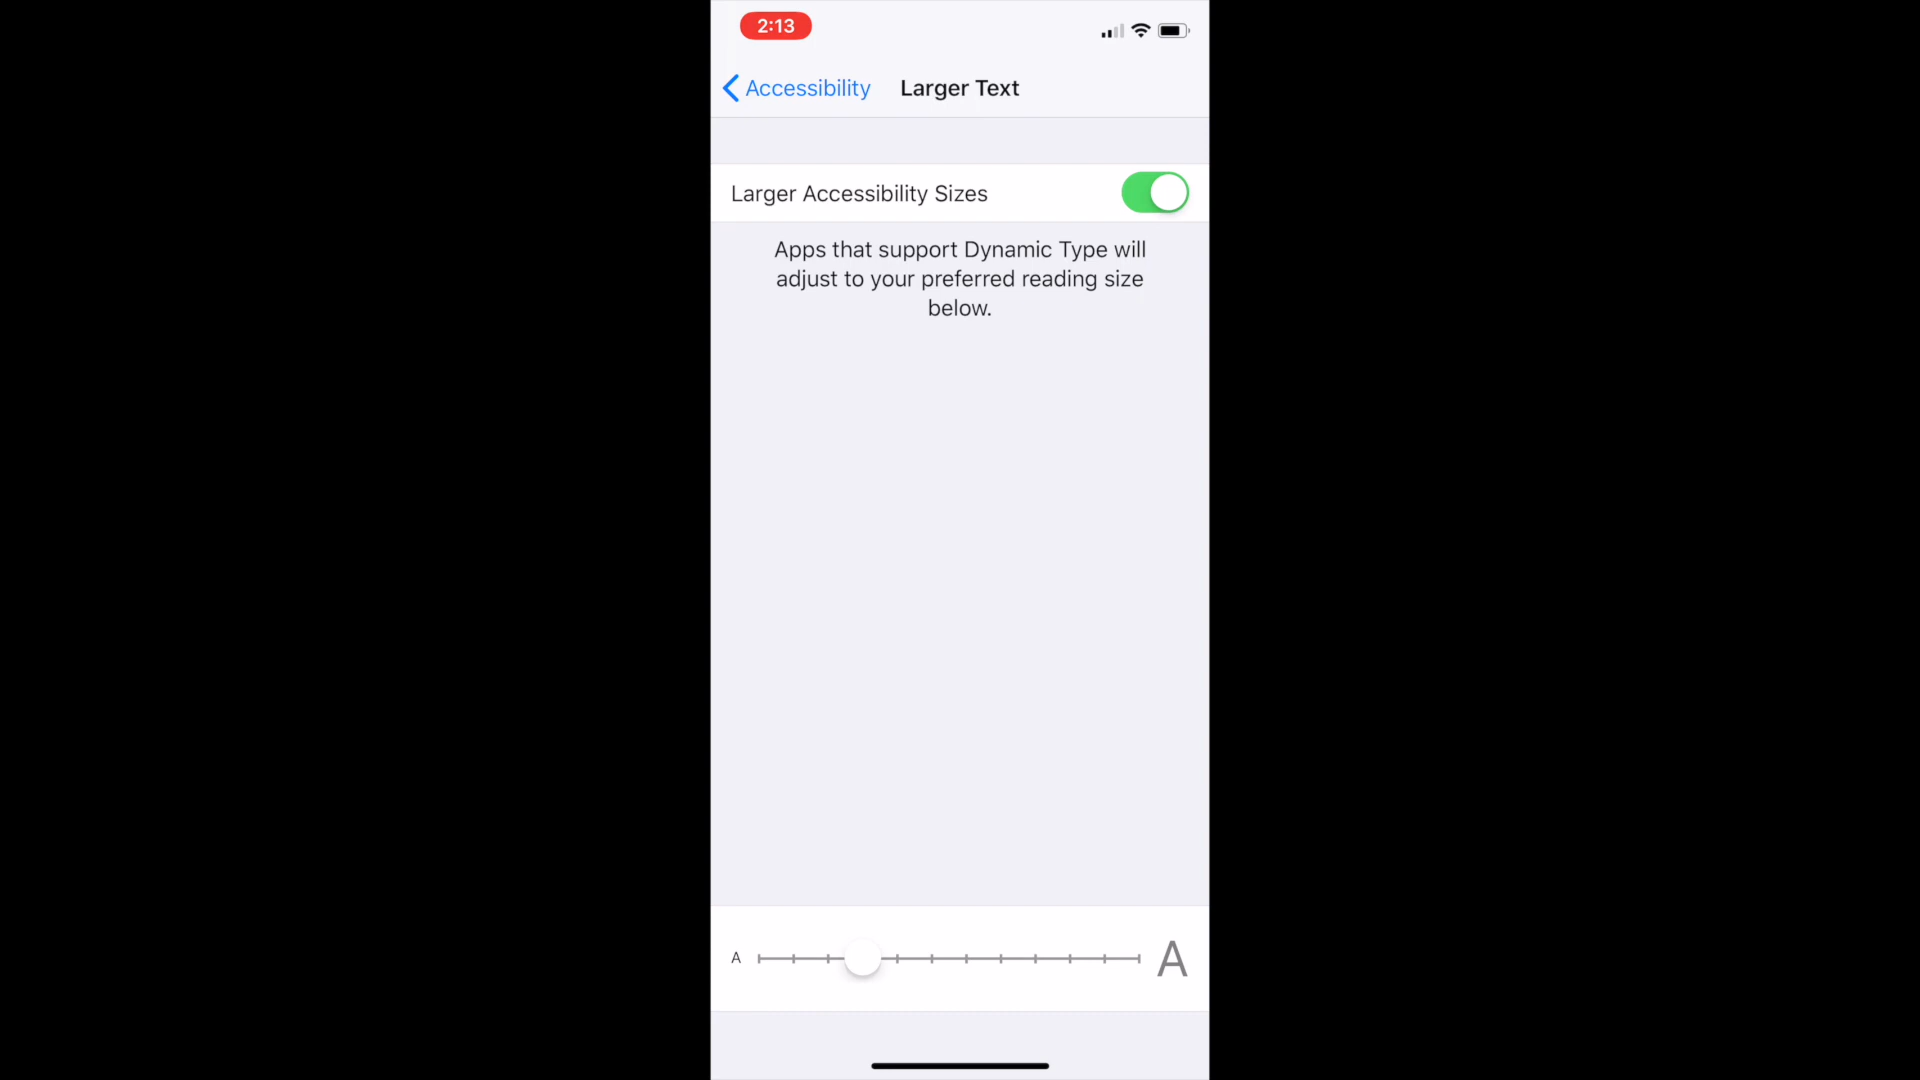 2:13
Accessibility
Larger Text
Larger Accessibility Sizes
Apps that support Dynamic Type will
adjust to your preferred reading size
below.
A A